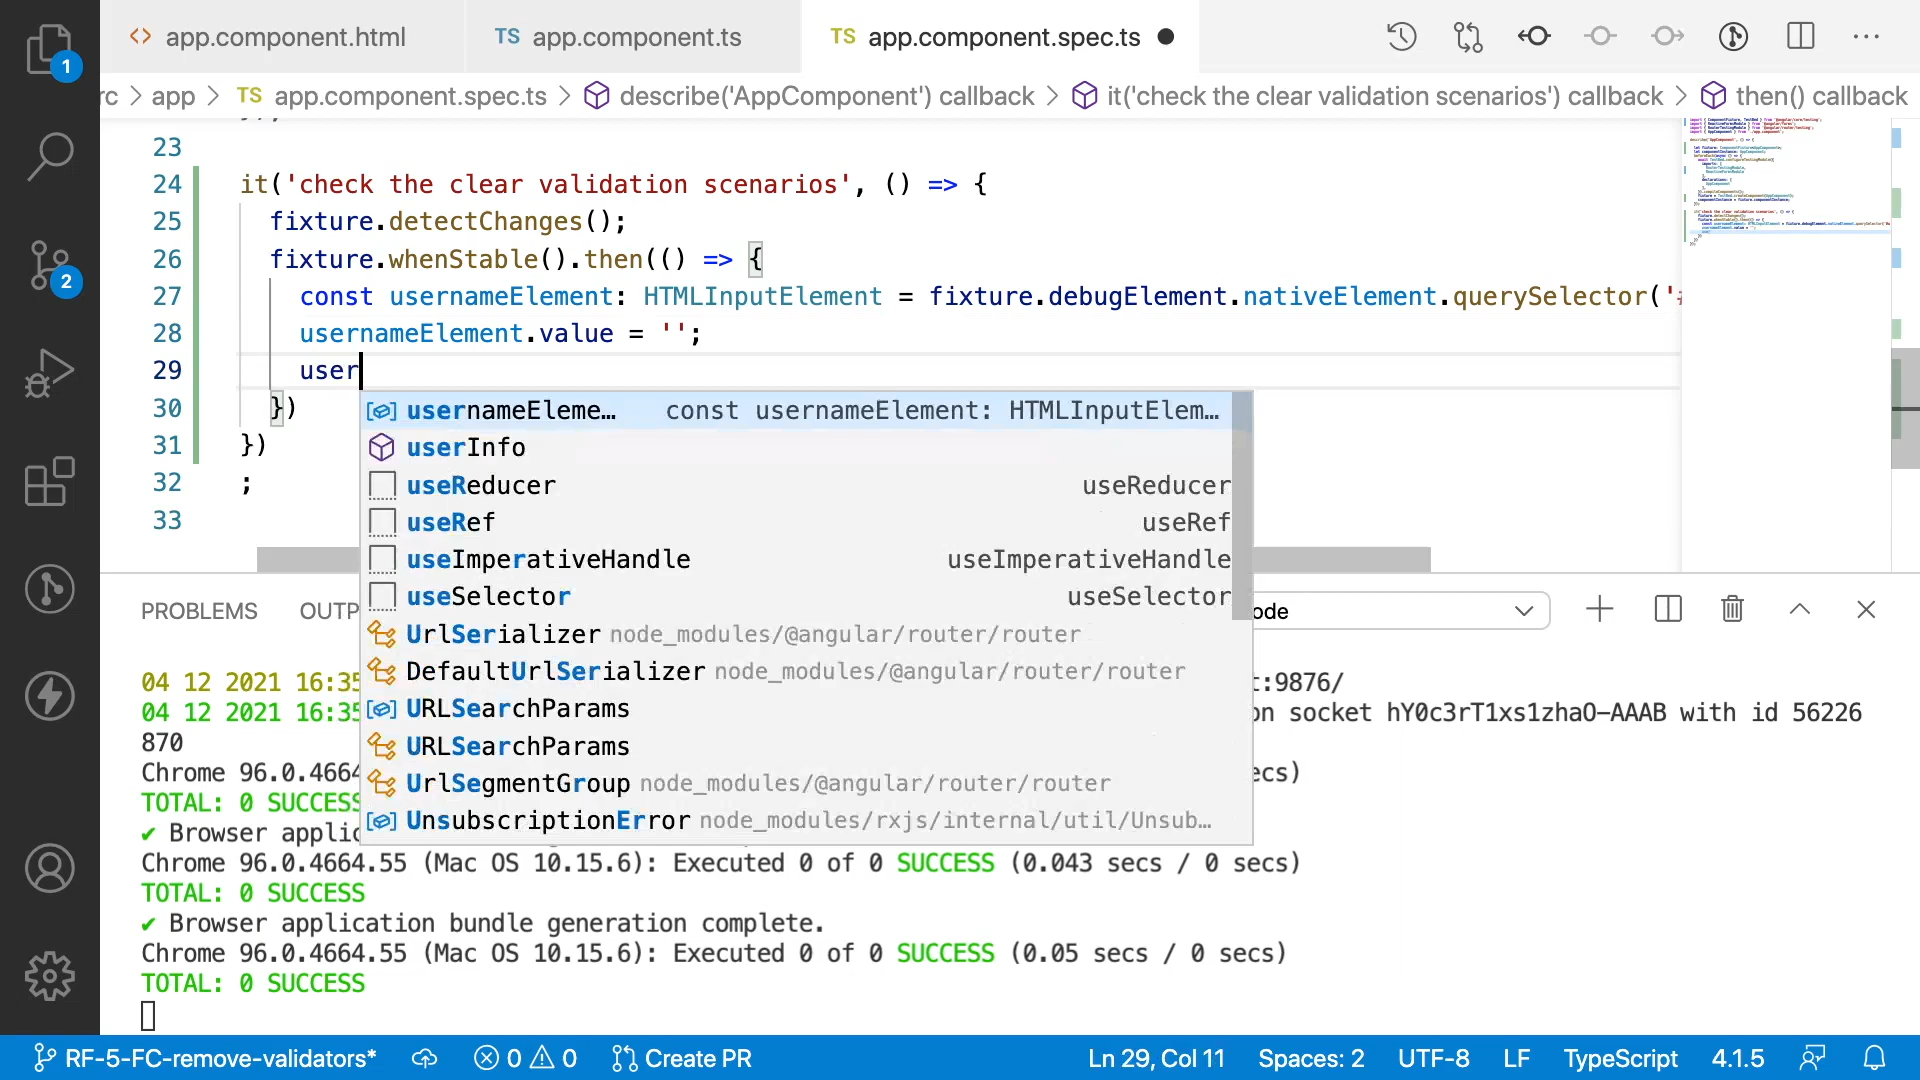 <> app.component.html
TS app.component.ts
TS app.component.spec.ts
rc > app > TS app.component.spec.ts > describe('AppComponent') callback > it('check the clear validation scenarios') callback > then() callback
23
24 it('check the clear validation scenarios', () => {
25 fixture.detectChanges();
26 fixture.whenStable().then(() => {
27 const usernameElement: HTMLInputElement = fixture.debugElement.nativeElement.querySelector('#
28 usernameElement.value = '';
29 user
30 })
31 })
32 ;
33
usernameEleme… const usernameElement: HTMLInputElem…
userInfo
useReducer useReducer
useRef useRef
useImperativeHandle useImperativeHandle
useSelector useSelector
UrlSerializer node_modules/@angular/router/router
DefaultUrlSerializer node_modules/@angular/router/router
URLSearchParams
URLSearchParams
UrlSegmentGroup node_modules/@angular/router/router
UnsubscriptionError node_modules/rxjs/internal/util/Unsub…
1
2
PROBLEMS OUTP ode
04 12 2021 16:35 t:9876/
04 12 2021 16:35 on socket hY0c3rT1xs1zhaO-AAAB with id 56226
870
Chrome 96.0.4664 ecs)
TOTAL: 0 SUCCESS
✔ Browser applic
Chrome 96.0.4664.55 (Mac OS 10.15.6): Executed 0 of 0 SUCCESS (0.043 secs / 0 secs)
TOTAL: 0 SUCCESS
✔ Browser application bundle generation complete.
Chrome 96.0.4664.55 (Mac OS 10.15.6): Executed 0 of 0 SUCCESS (0.05 secs / 0 secs)
TOTAL: 0 SUCCESS
RF-5-FC-remove-validators* 0 0 Create PR Ln 29, Col 11 Spaces: 2 UTF-8 LF TypeScript 4.1.5